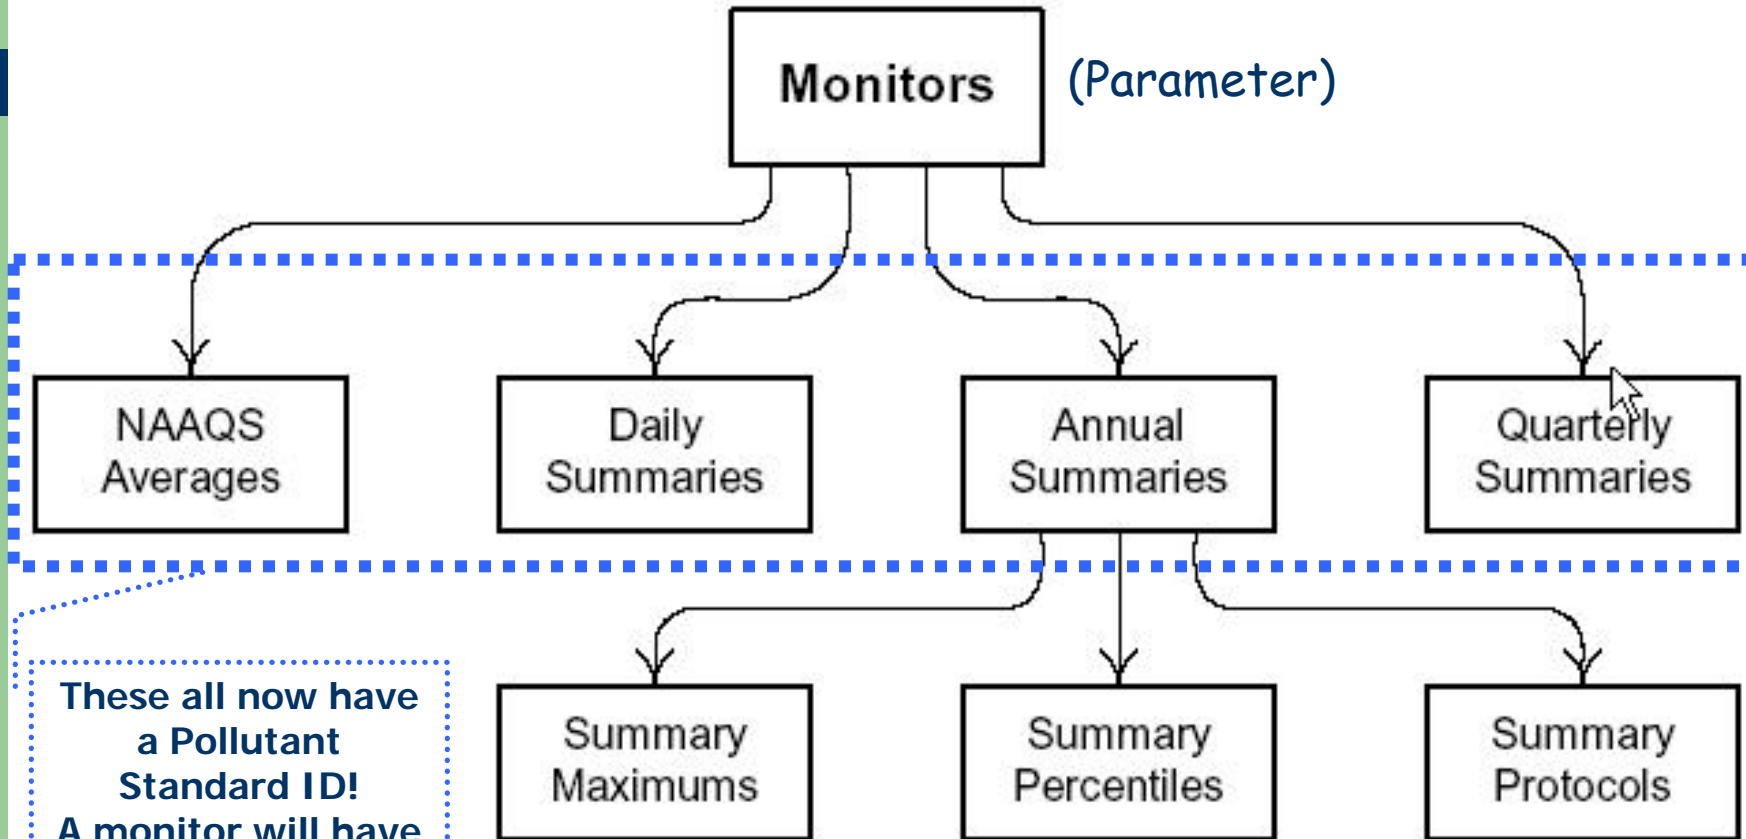 Monitors
(Parameter)
NAAQS
Averages
Daily
Summaries
Annual
Summaries
Quarterly
Summaries
These all now have
a Pollutant
Standard ID!
A monitor will have
Summary
Maximums
Summary
Percentiles
Summary
Protocols